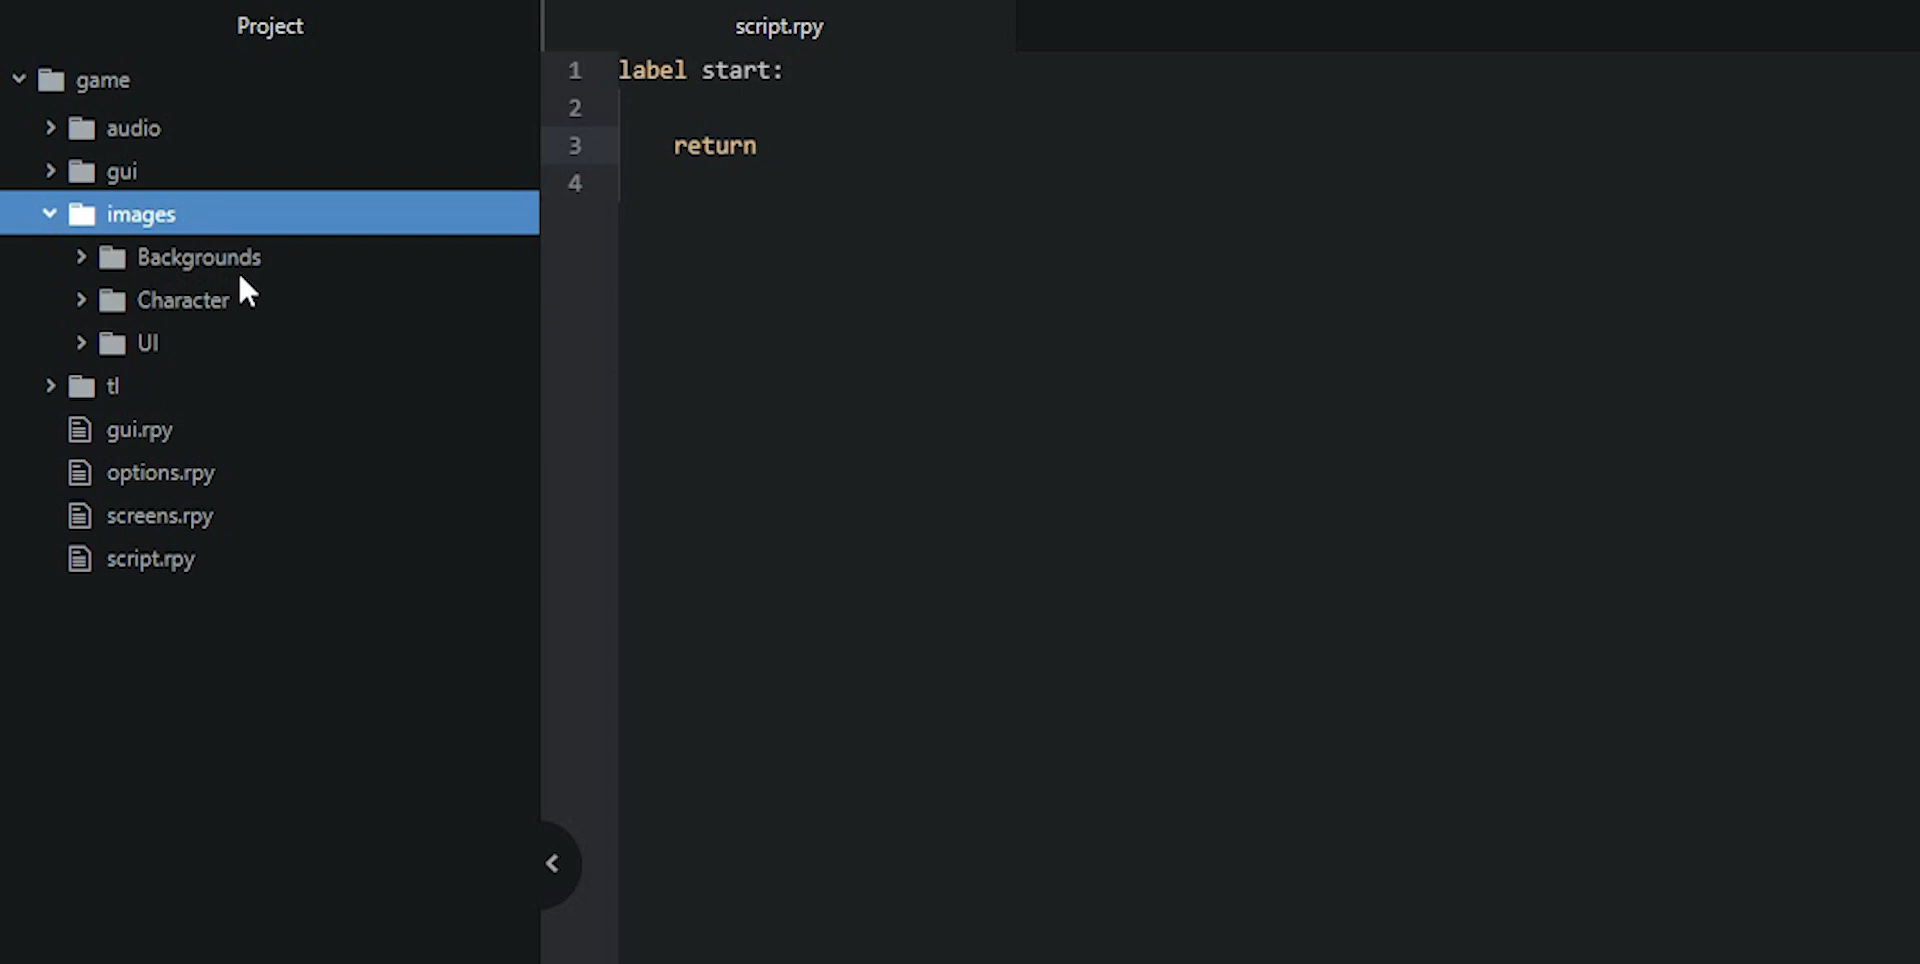 Project
game
audio
gui
images
Backgrounds
Character
UI
tl
gui.rpy
options.rpy
screens.rpy
script.rpy
script.rpy
1 label start:
2
3 return
4